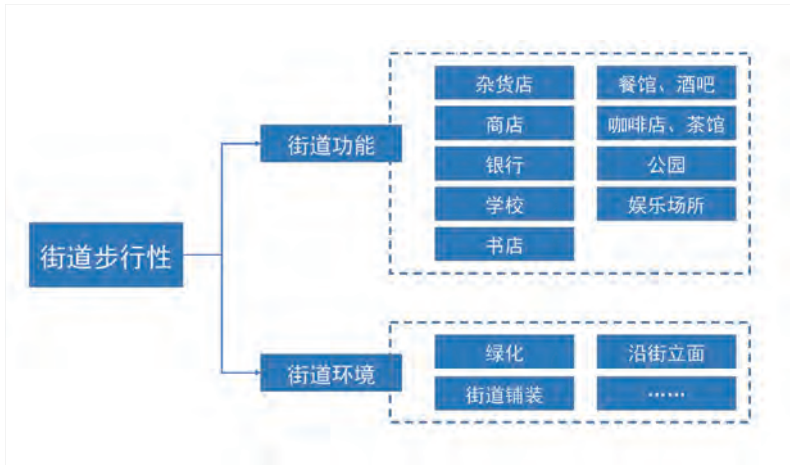 街道步行性
街道功能
杂货店
餐馆、酒吧
商店
咖啡店、茶馆
银行
公园
学校
娱乐场所
书店
街道环境
绿化
沿街立面
街道铺装
……